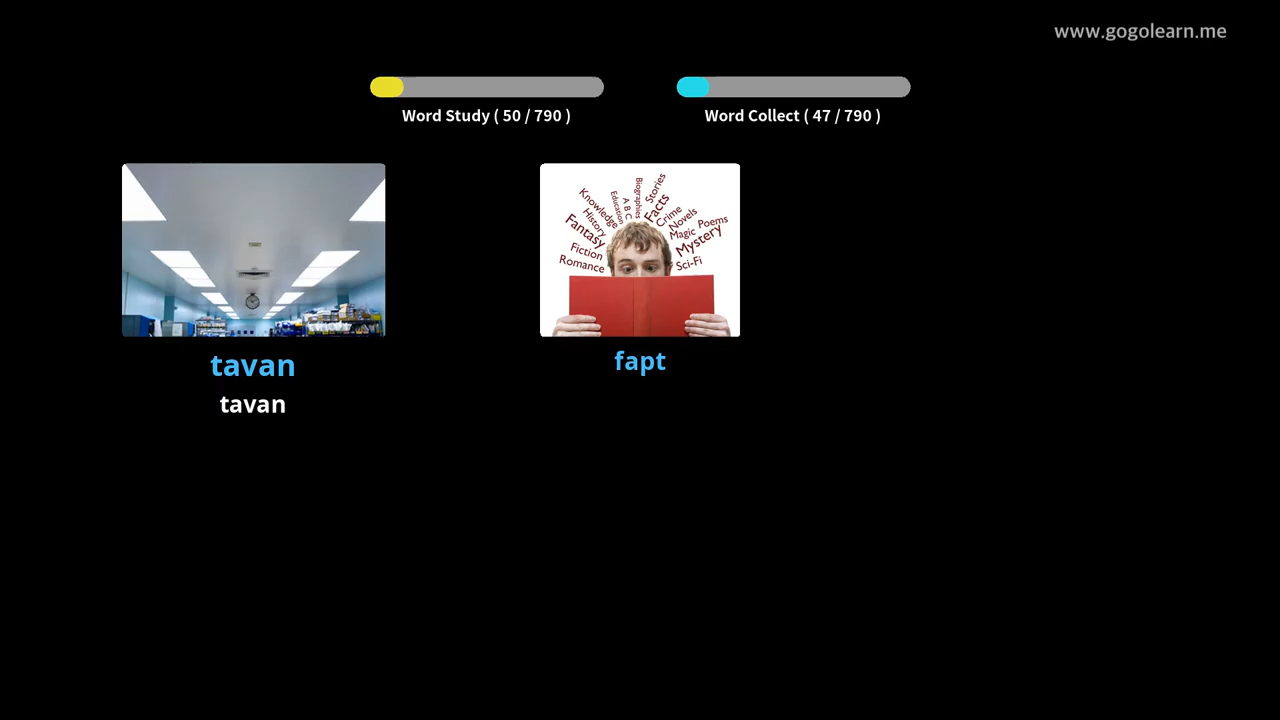 www.gogolearn.me
Word Study ( 50 / 790 )
Word Collect ( 47 / 790 )
Stories
Biographies
Facts
Education
A B C
Knowledge
Crime
History
Novels
Poems
Magic
Fantasy
Mystery
Fiction
Romance
Sci-Fi
tavan
tavan
fapt